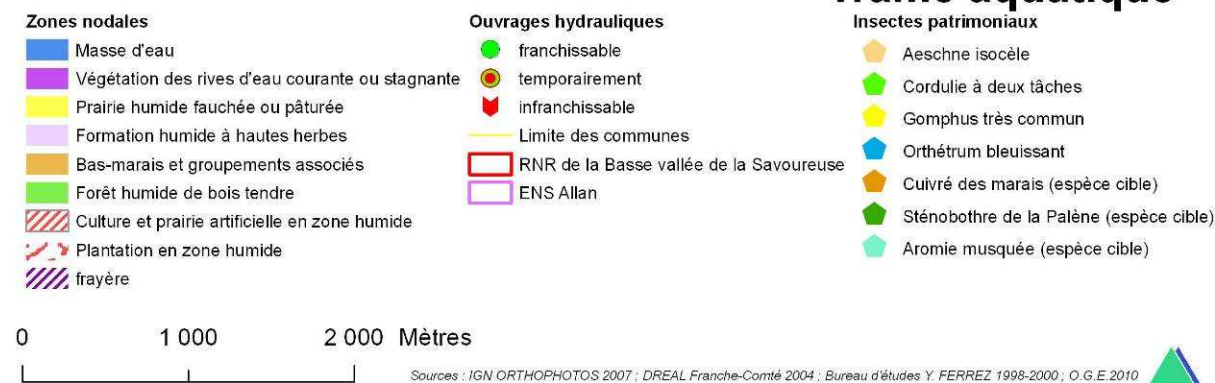 Trame aquatique
Zones nodales
Masse d'eau
Végétation des rives d'eau courante ou stagnante
Prairie humide fauchée ou pâturée
Formation humide à hautes herbes
Bas-marais et groupements associés
Forêt humide de bois tendre
Culture et prairie artificielle en zone humide
Plantation en zone humide
frayère
Ouvrages hydrauliques
franchissable
temporairement
infranchissable
Limite des communes
RNR de la Basse vallée de la Savoureuse
ENS Allan
Insectes patrimoniaux
Aeschne isocèle
Cordulie à deux tâches
Gomphus très commun
Orthétrum bleuissant
Cuivré des marais (espèce cible)
Sténobothre de la Palène (espèce cible)
Aromie musquée (espèce cible)
0 1 000 2 000 Mètres
Sources : IGN ORTHOPHOTOS 2007 ; DREAL Franche-Comté 2004 ; Bureau d'études Y. FERREZ 1998-2000 ; O.G.E.2010